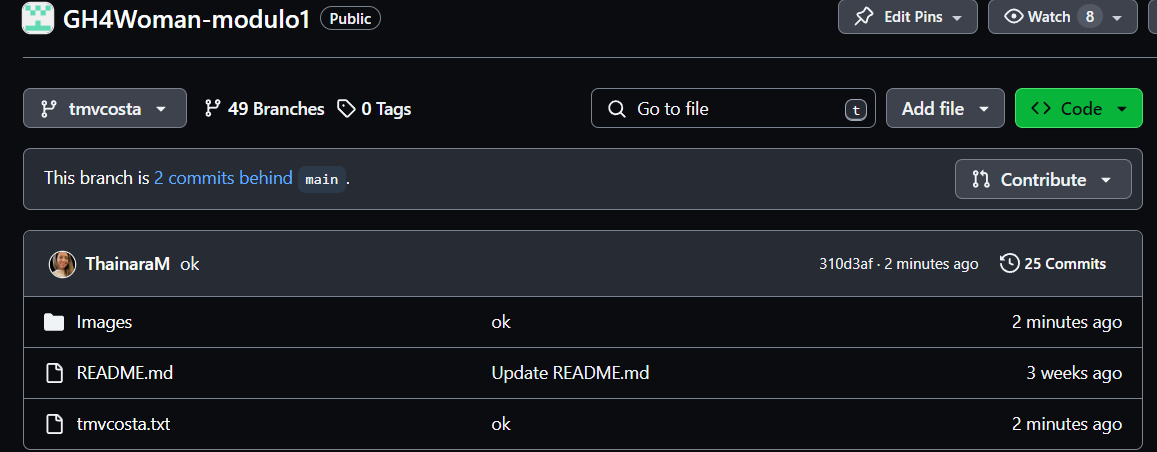 GH4Woman-modulo1 Public Edit Pins Watch 8
tmvcosta 49 Branches 0 Tags Go to file t Add file Code
This branch is 2 commits behind main . Contribute
ThainaraM ok 310d3af · 2 minutes ago 25 Commits
Images ok 2 minutes ago
README.md Update README.md 3 weeks ago
tmvcosta.txt ok 2 minutes ago